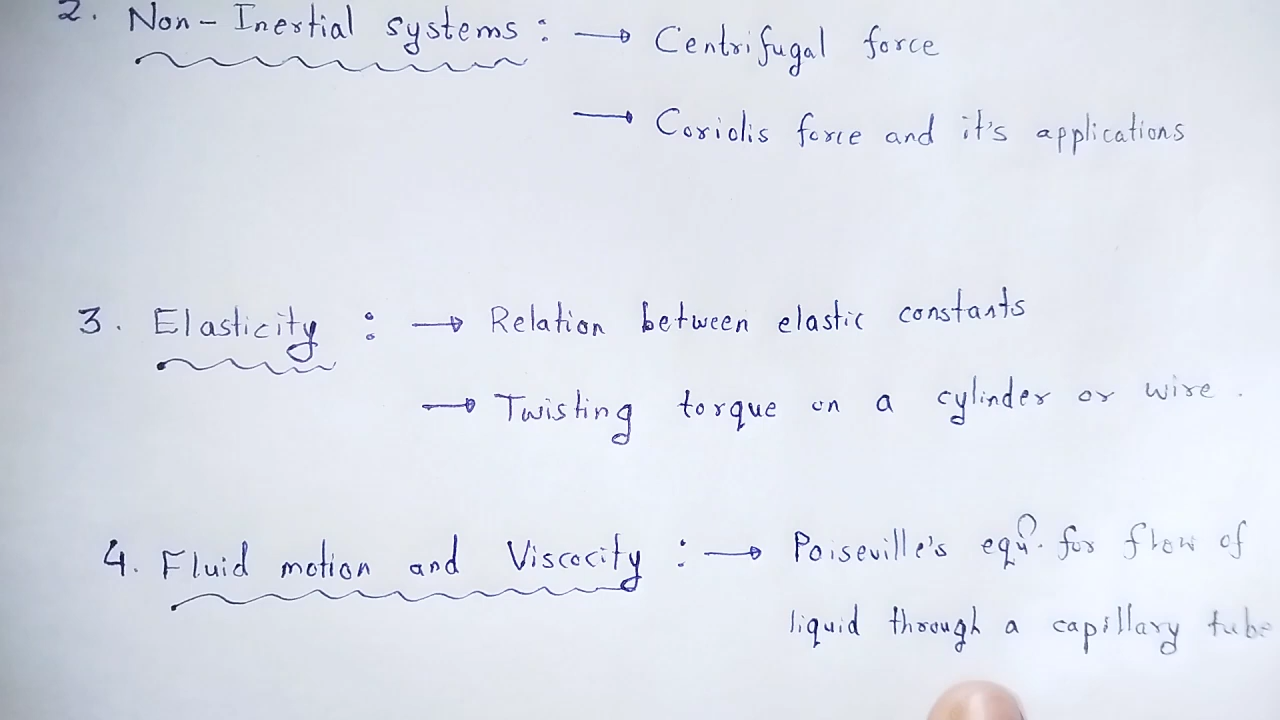 2. Non-Inertial systems : → Centrifugal force
→ Coriolis force and it's applications
3. Elasticity : → Relation between elastic constants
→ Twisting torque on a cylinder or wire.
4. Fluid motion and Viscocity : → Poiseville's eqn. for flow of
liquid through a capillary tube